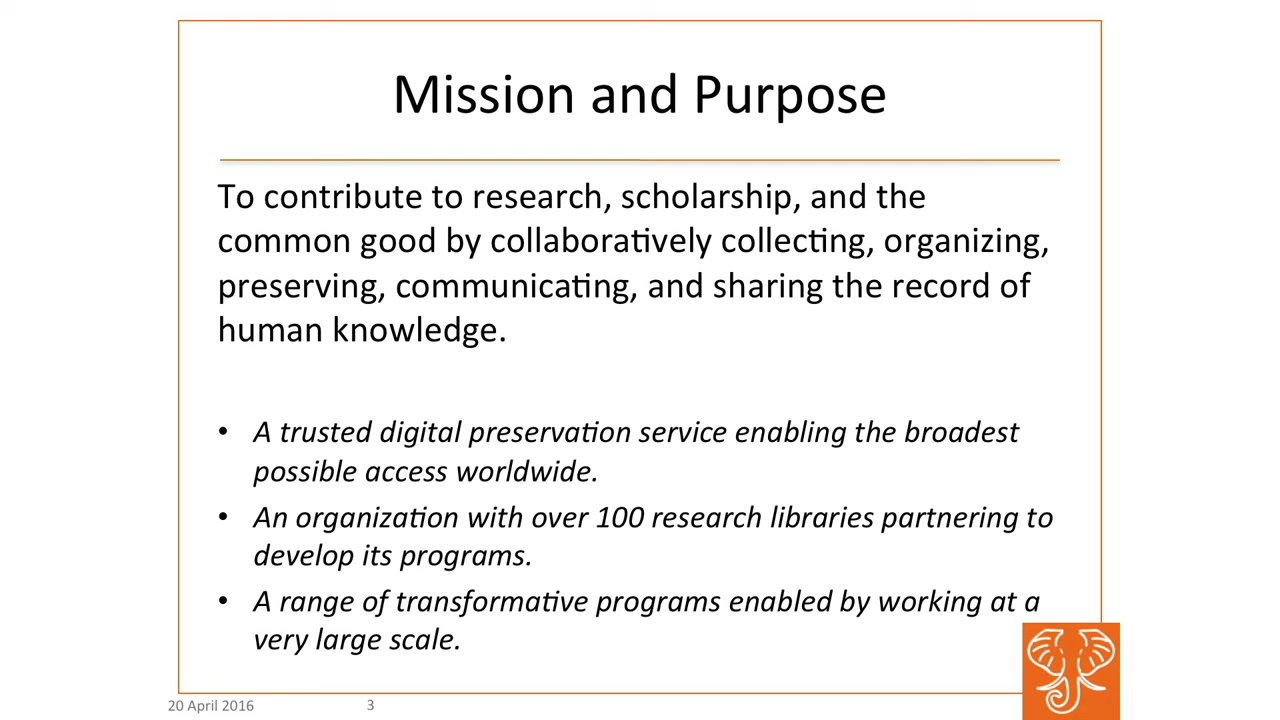 Mission and Purpose
To contribute to research, scholarship, and the
common good by collaboratively collecting, organizing,
preserving, communicating, and sharing the record of
human knowledge.
• A trusted digital preservation service enabling the broadest
possible access worldwide.
• An organization with over 100 research libraries partnering to
develop its programs.
• A range of transformative programs enabled by working at a
very large scale.
20 April 2016
3